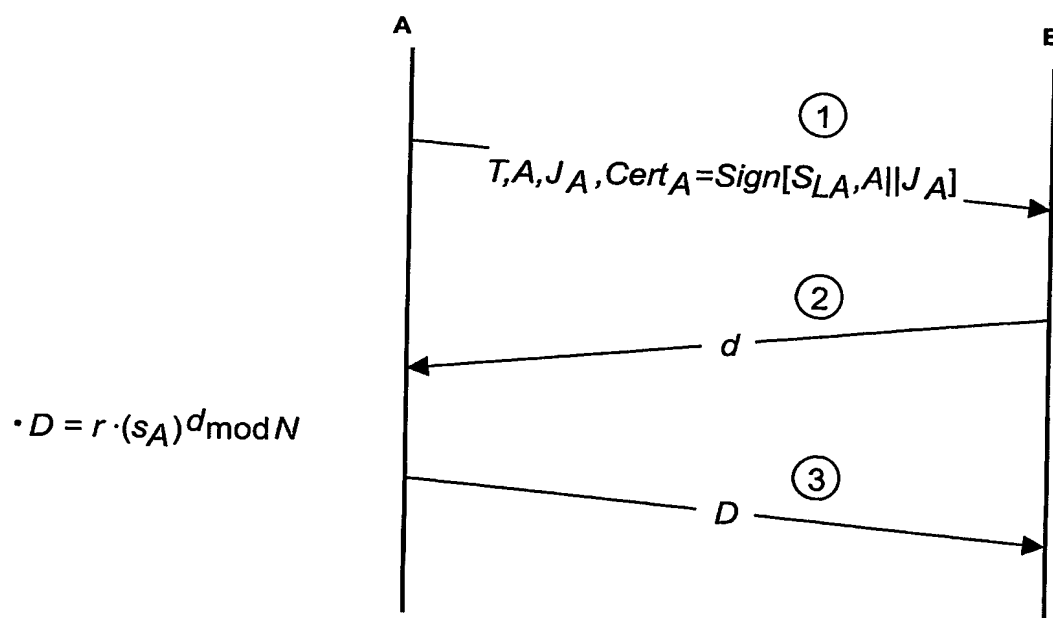 A
B
①
T,A,J_A,Cert_A=Sign[S_LA,A||J_A]
②
d
· D = r·(s_A)^d mod N
③
D